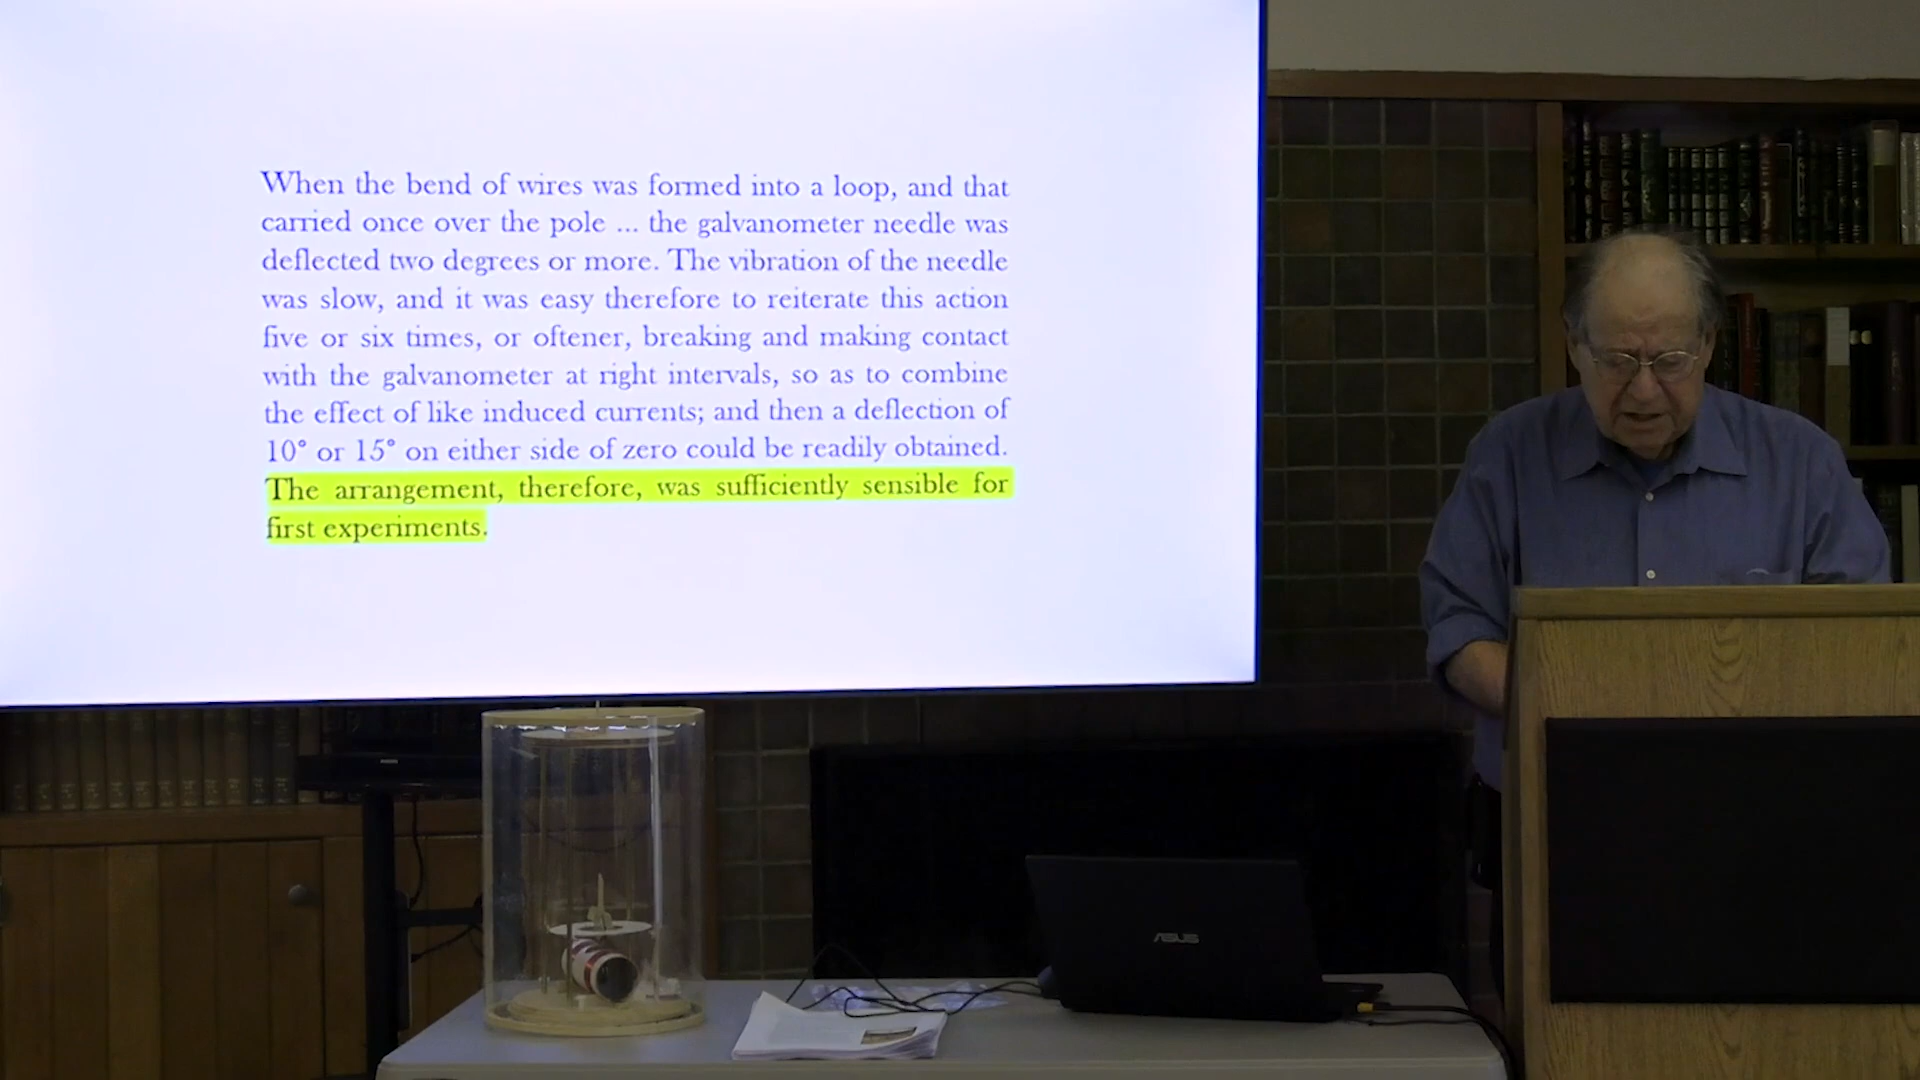 When the bend of wires was formed into a loop, and that
carried once over the pole ... the galvanometer needle was
deflected two degrees or more. The vibration of the needle
was slow, and it was easy therefore to reiterate this action
five or six times, or oftener, breaking and making contact
with the galvanometer at right intervals, so as to combine
the effect of like induced currents; and then a deflection of
10° or 15° on either side of zero could be readily obtained.
The arrangement, therefore, was sufficiently sensible for
first experiments.
ASUS